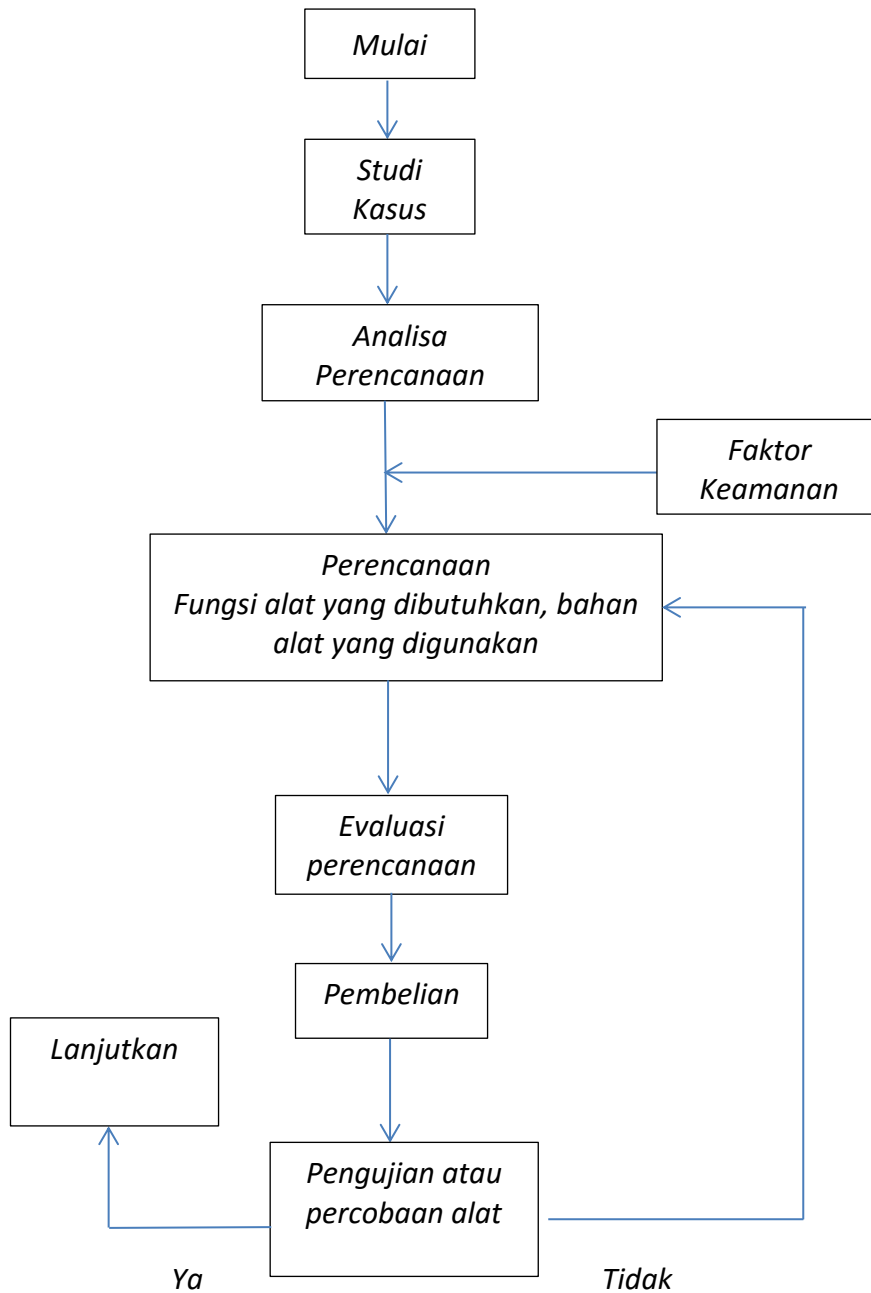 Mulai
Studi
Kasus
Analisa
Perencanaan
Faktor
Keamanan
Perencanaan
Fungsi alat yang dibutuhkan, bahan
alat yang digunakan
Evaluasi
perencanaan
Pembelian
Lanjutkan
Pengujian atau
percobaan alat
Ya
Tidak